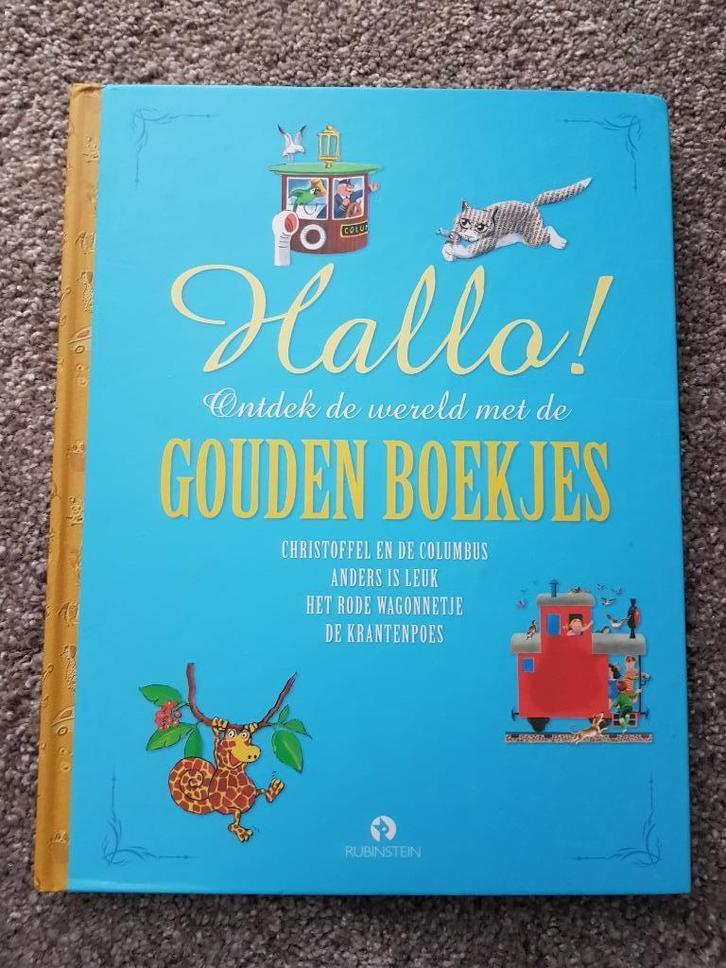 COLUM
Hallo!
Ontdek de wereld met de
GOUDEN BOEKJES
CHRISTOFFEL EN DE COLUMBUS
ANDERS IS LEUK
HET RODE WAGONNETJE
DE KRANTENPOES
RUBINSTEIN